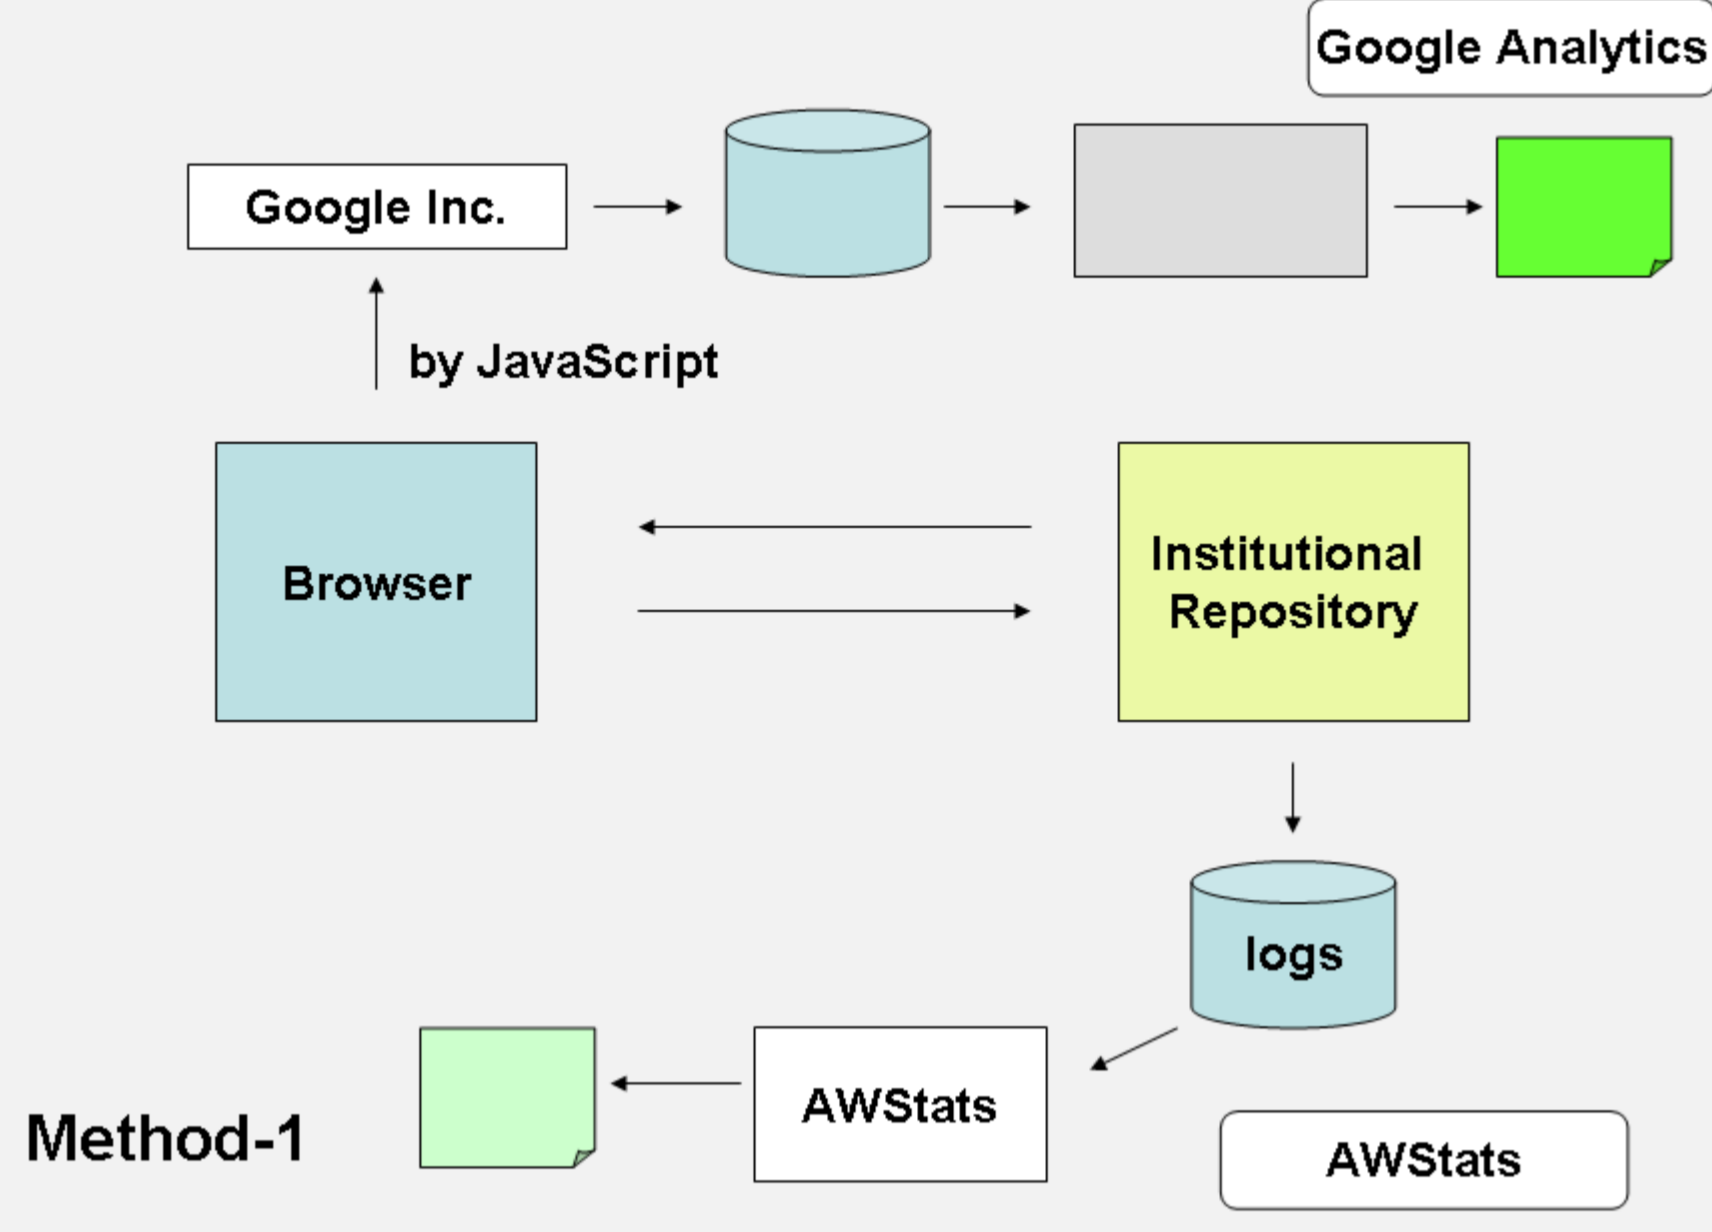 Google Analytics
Google Inc.
by JavaScript
Browser
Institutional
Repository
logs
AWStats
Method-1
AWStats